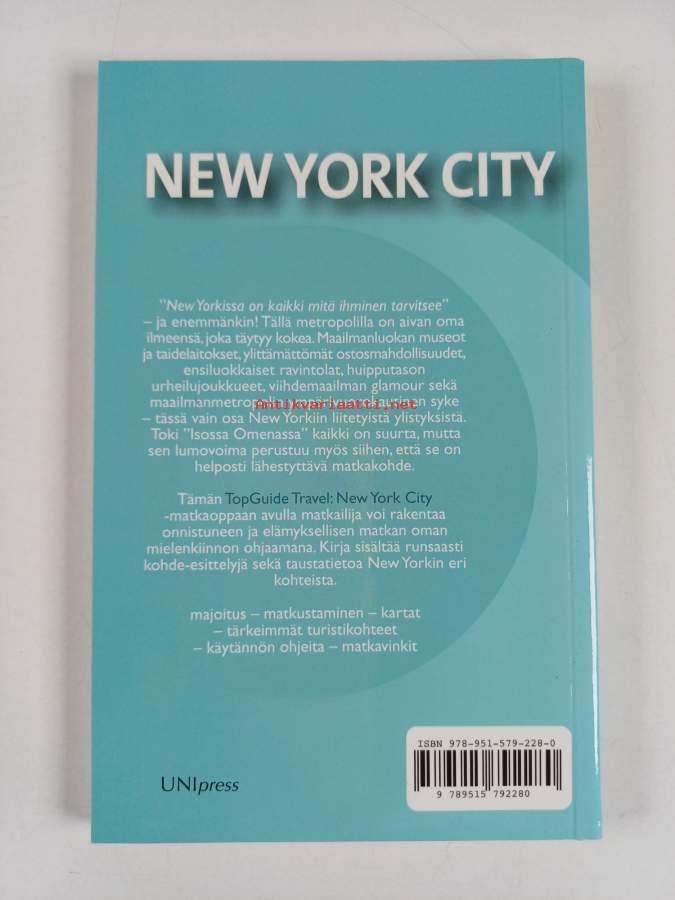 NEW YORK CITY
"New Yorkissa on kaikki mitä ihminen tarvitsee"
– ja enemmänkin! Tällä metropolilla on aivan oma
ilmeensä, joka täytyy kokea. Maailmanluokan museot
ja taidelaitokset, ylittämättömät ostosmahdollisuudet,
ensiluokkaiset ravintolat, huipputason
urheilujoukkueet, viihdemaailman glamour sekä
Antikvariaatti.net
syke
– tässä vain osa New Yorkiin liitetyistä ylistyksistä.
Toki "Isossa Omenassa" kaikki on suurta, mutta
sen lumovoima perustuu myös siihen, että se on
helposti lähestyttävä matkakohde.
Tämän TopGuide Travel: New York City
-matkaoppaan avulla matkailija voi rakentaa
onnistuneen ja elämyksellisen matkan oman
mielenkiinnon ohjaamana. Kirja sisältää runsaasti
kohde-esittelyjä sekä taustatietoa New Yorkin eri
kohteista.
majoitus – matkustaminen – kartat
– tärkeimmät turistikohteet
– käytännön ohjeita – matkavinkit
ISBN 978-951-579-228-0
9 789515 792280
UNIpress